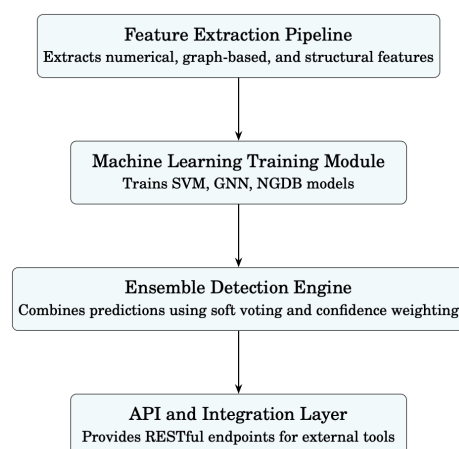 Feature Extraction Pipeline
Extracts numerical, graph-based, and structural features
Machine Learning Training Module
Trains SVM, GNN, NGDB models
Ensemble Detection Engine
Combines predictions using soft voting and confidence weighting
API and Integration Layer
Provides RESTful endpoints for external tools